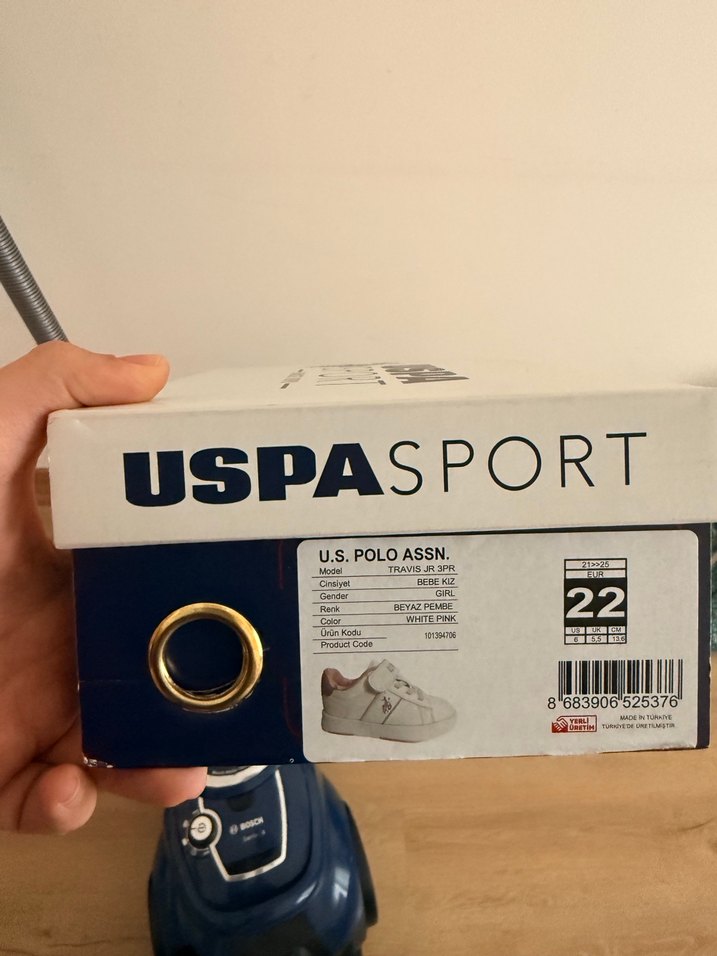 USPA SPORT
U.S. POLO ASSN.
Model TRAVIS JR 3PR
Cinsiyet BEBE KIZ
Gender GIRL
Renk BEYAZ PEMBE
Color WHITE PINK
Ürün Kodu
Product Code 101394706
21>>25
EUR
22
US UK CM
6 5,5 13,6
8 683906 525376
YERLİ
ÜRETİM
MADE IN TÜRKİYE
TÜRKİYE'DE ÜRETİLMİŞTİR.
BOSCH